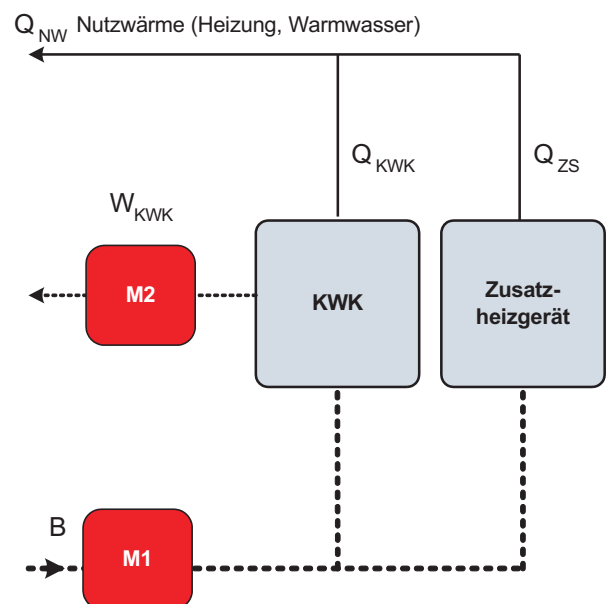 Q NW Nutzwärme (Heizung, Warmwasser)
Q KWK
Q ZS
W KWK
M2
KWK
Zusatz-
heizgerät
B
M1